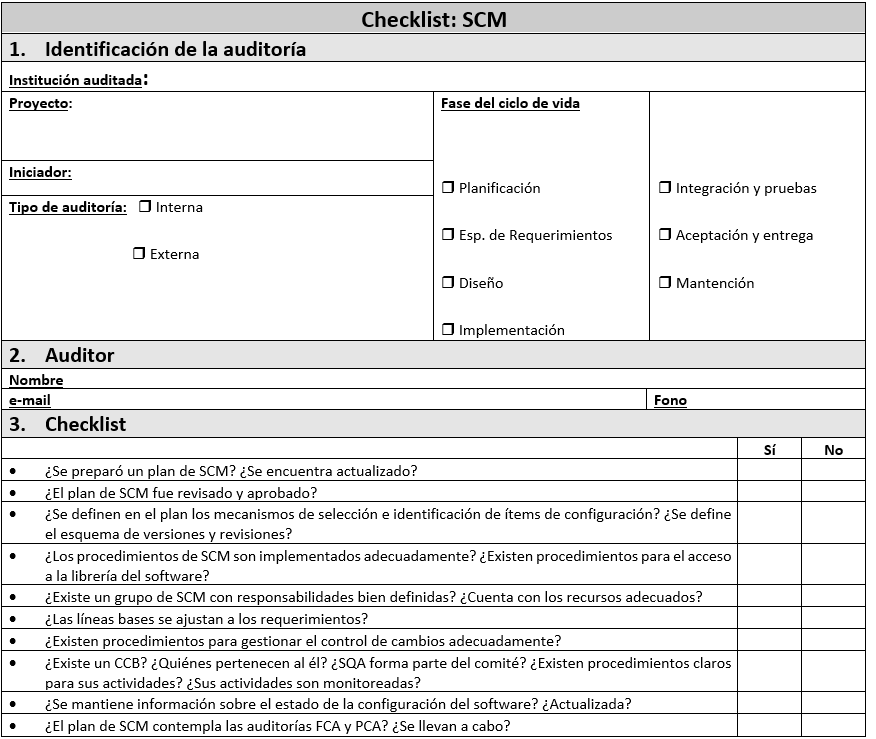 Checklist: SCM
1. Identificación de la auditoría
Institución auditada:
Proyecto:
Iniciador:
Tipo de auditoría: ❐ Interna
❐ Externa
Fase del ciclo de vida
❐ Planificación
❐ Esp. de Requerimientos
❐ Diseño
❐ Implementación
❐ Integración y pruebas
❐ Aceptación y entrega
❐ Mantención
2. Auditor
Nombre
e-mail
Fono
3. Checklist
Sí No
• ¿Se preparó un plan de SCM? ¿Se encuentra actualizado?
• ¿El plan de SCM fue revisado y aprobado?
• ¿Se definen en el plan los mecanismos de selección e identificación de ítems de configuración? ¿Se define
el esquema de versiones y revisiones?
• ¿Los procedimientos de SCM son implementados adecuadamente? ¿Existen procedimientos para el acceso
a la librería del software?
• ¿Existe un grupo de SCM con responsabilidades bien definidas? ¿Cuenta con los recursos adecuados?
• ¿Las líneas bases se ajustan a los requerimientos?
• ¿Existen procedimientos para gestionar el control de cambios adecuadamente?
• ¿Existe un CCB? ¿Quiénes pertenecen al él? ¿SQA forma parte del comité? ¿Existen procedimientos claros
para sus actividades? ¿Sus actividades son monitoreadas?
• ¿Se mantiene información sobre el estado de la configuración del software? ¿Actualizada?
• ¿El plan de SCM contempla las auditorías FCA y PCA? ¿Se llevan a cabo?